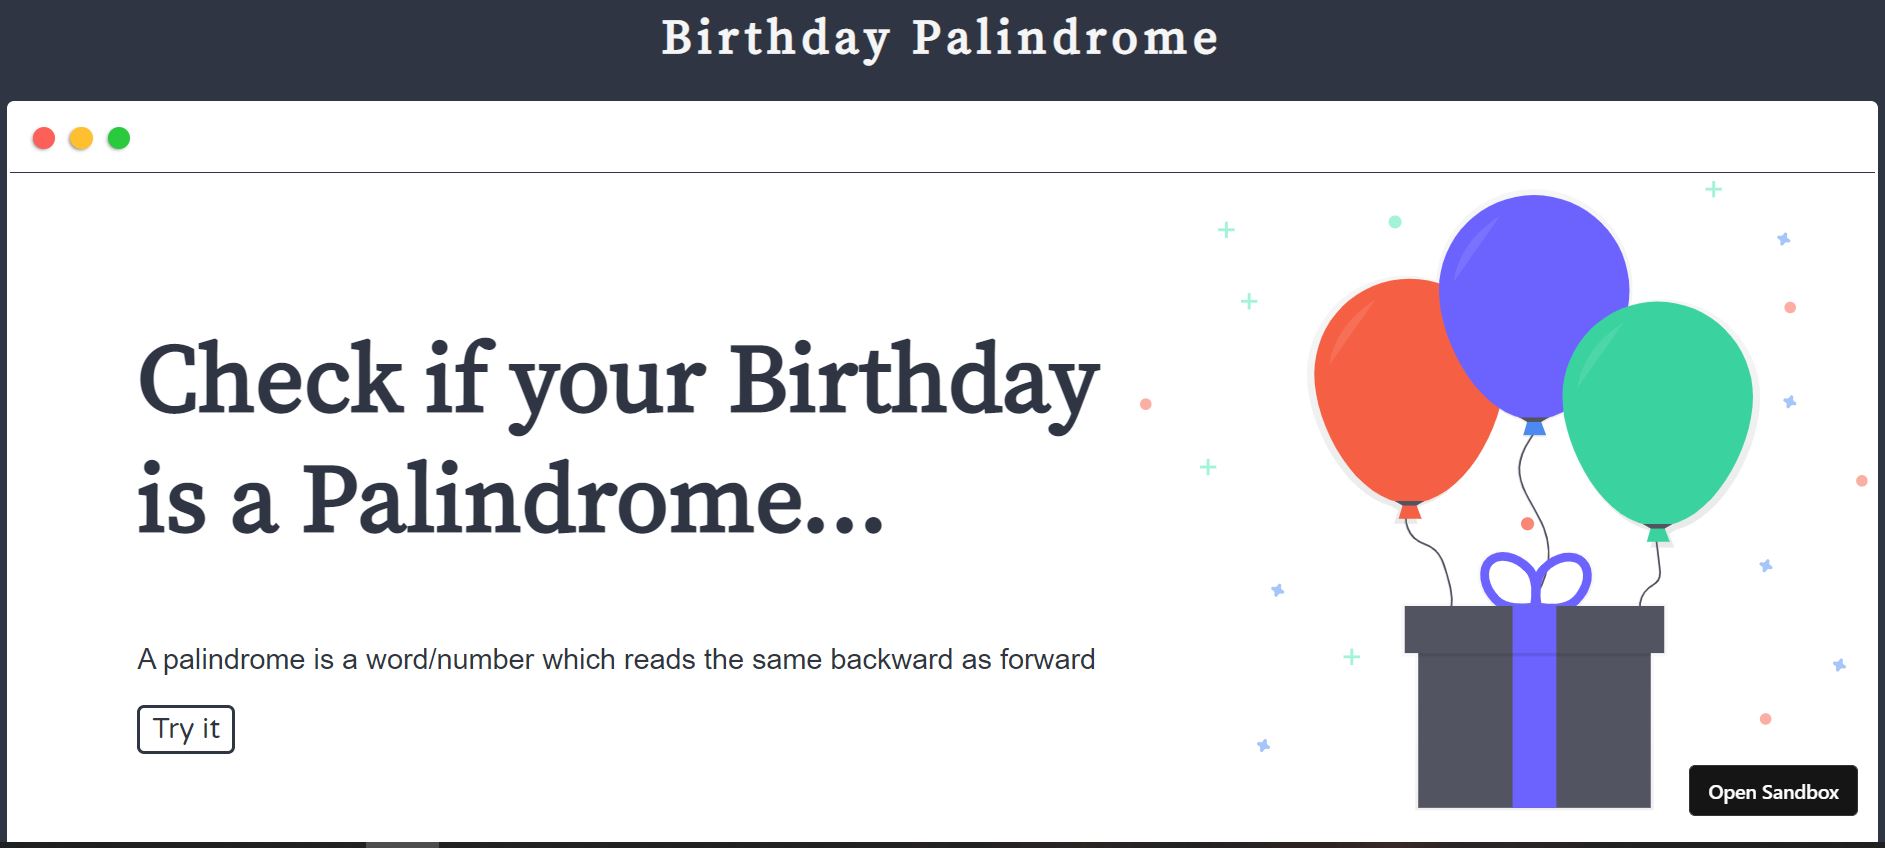 Birthday Palindrome
Check if your Birthday
is a Palindrome...
A palindrome is a word/number which reads the same backward as forward
Try it
Open Sandbox